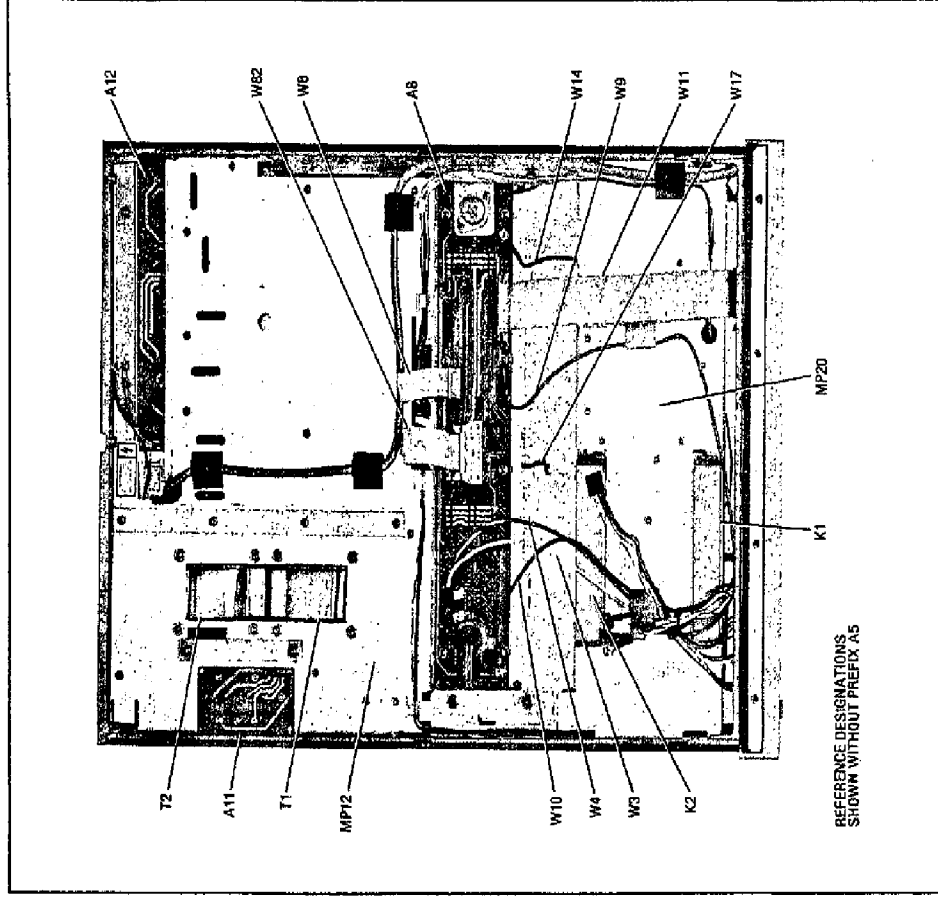 T2
A11
T1
MP12
W10
W4
W3
K2
A12
W82
W8
A8
W14
W9
W11
W17
K1
MP20
REFERENCE DESIGNATIONS
SHOWN WITHOUT PREFIX A5